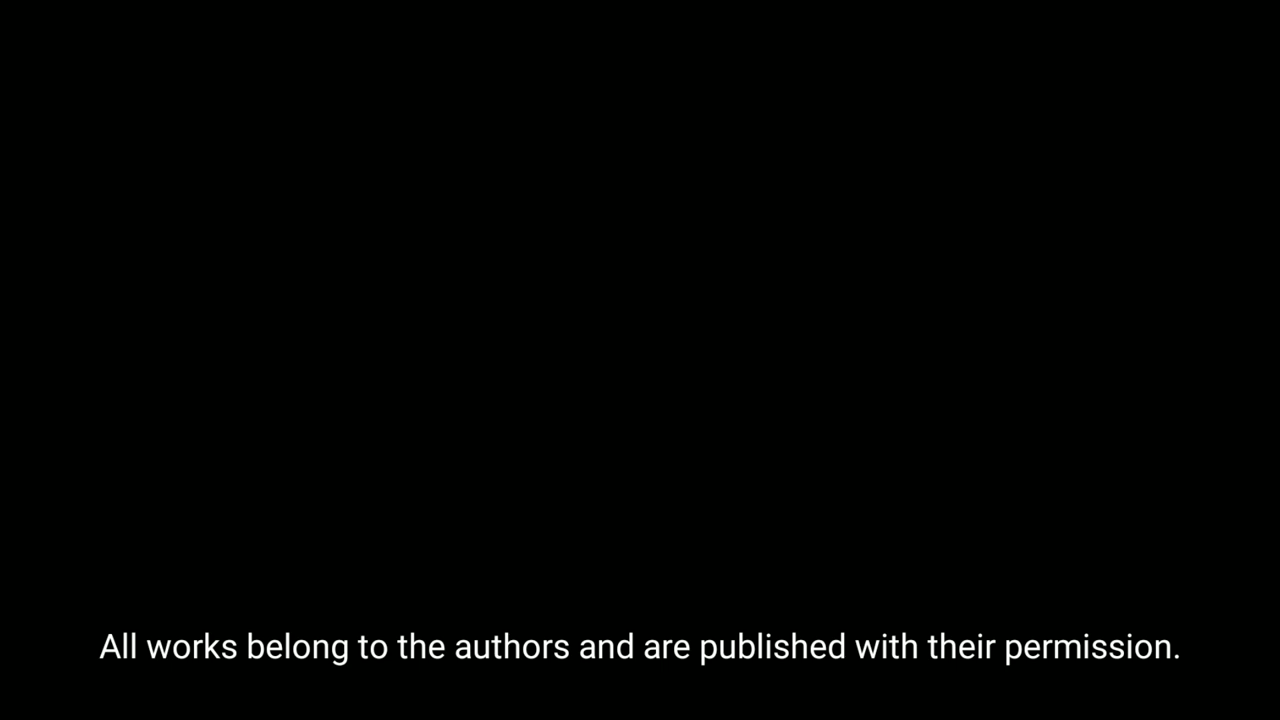 All works belong to the authors and are published with their permission.